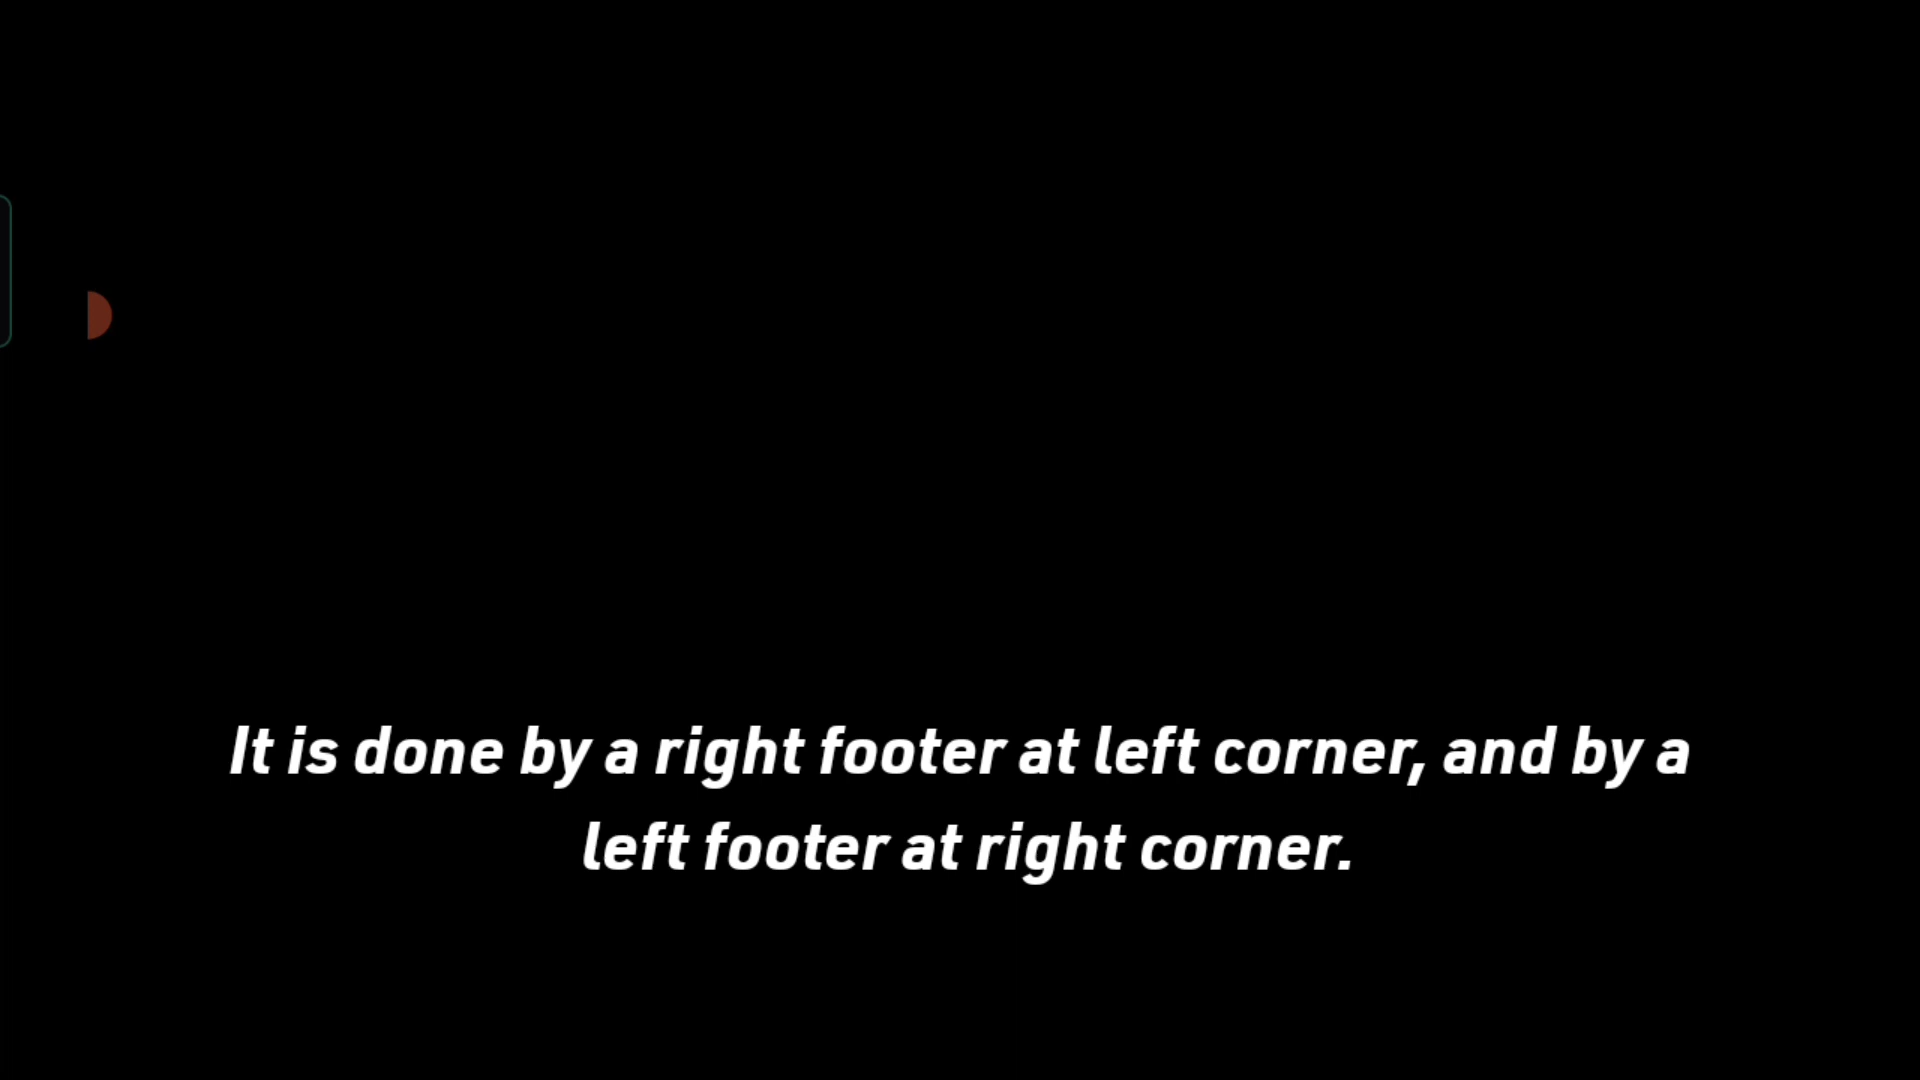 It is done by a right footer at left corner, and by a
left footer at right corner.